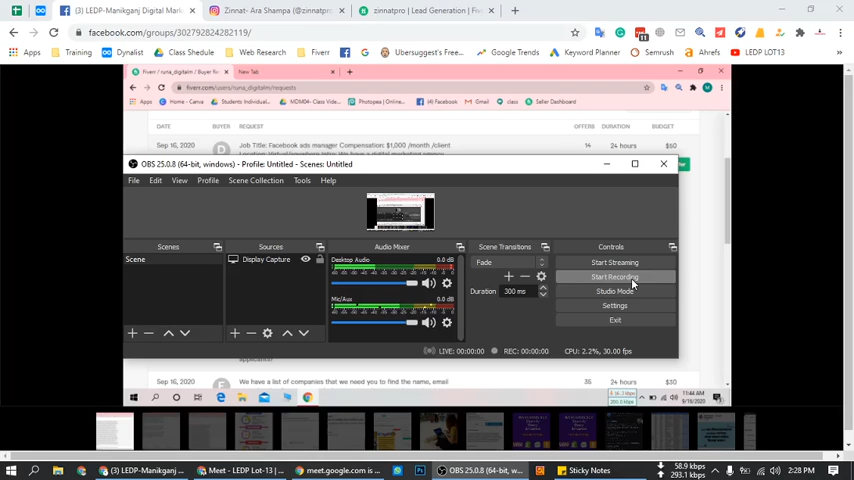 (3) LEDP-Manikganj Digital Mark
Zinnat- Ara Shampa (@zinnatpro
zinnatpro | Lead Generation | Five
facebook.com/groups/302792824282119/
Apps Training Dynalist Class Shedule Web Research Fiverr Ubersuggest's Free... Google Trends Keyword Planner Semrush Ahrefs LEDP LOT13
Fiverr / runa_digitalm / Buyer Re
New Tab
fiverr.com/users/runa_digitalm/requests
Apps Home - Canva Students Individual... MDM04- Class Vide... Photopea | Online... (4) Facebook Gmail class Seller Dashboard
DATE BUYER REQUEST OFFERS DURATION BUDGET
Sep 16, 2020 D Job Title: Facebook ads manager Compensation: $1,000 /month /client 14 24 hours $60
OBS 25.0.8 (64-bit, windows) - Profile: Untitled - Scenes: Untitled
File Edit View Profile Scene Collection Tools Help
Scenes Sources Audio Mixer Scene Transitions Controls
Scene
Display Capture
Desktop Audio 0.0 dB
Mic/Aux 0.0 dB
Fade
Duration 300 ms
Start Streaming
Start Recording
Studio Mode
Settings
Exit
LIVE: 00:00:00 REC: 00:00:00 CPU: 2.2%, 30.00 fps
applicants?
Sep 16, 2020 We have a list of companies that we need you to find the name, email 36 24 hours $30
11:44 AM
9/16/2020
(3) LEDP-Manikganj ...
Meet - LEDP Lot-13 | ...
meet.google.com is ...
OBS 25.0.8 (64-bit, w...
Sticky Notes
58.9 kbps
293.1 kbps
2:28 PM